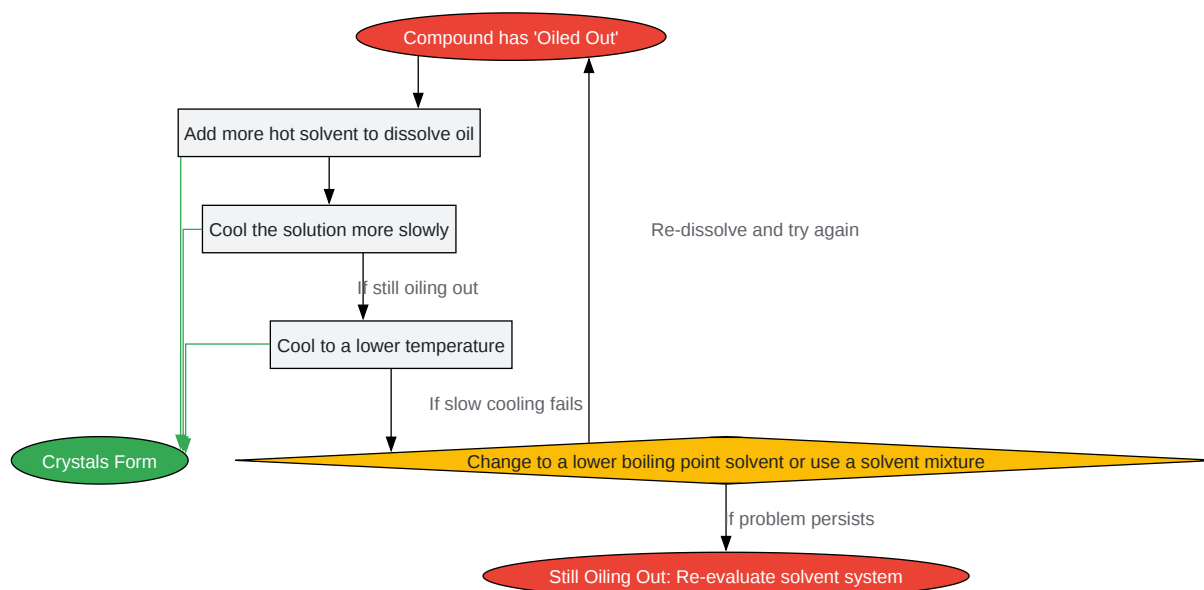 Compound has 'Oiled Out'
Add more hot solvent to dissolve oil
Cool the solution more slowly
Re-dissolve and try again
If still oiling out
Cool to a lower temperature
If slow cooling fails
Crystals Form
Change to a lower boiling point solvent or use a solvent mixture
If problem persists
Still Oiling Out: Re-evaluate solvent system